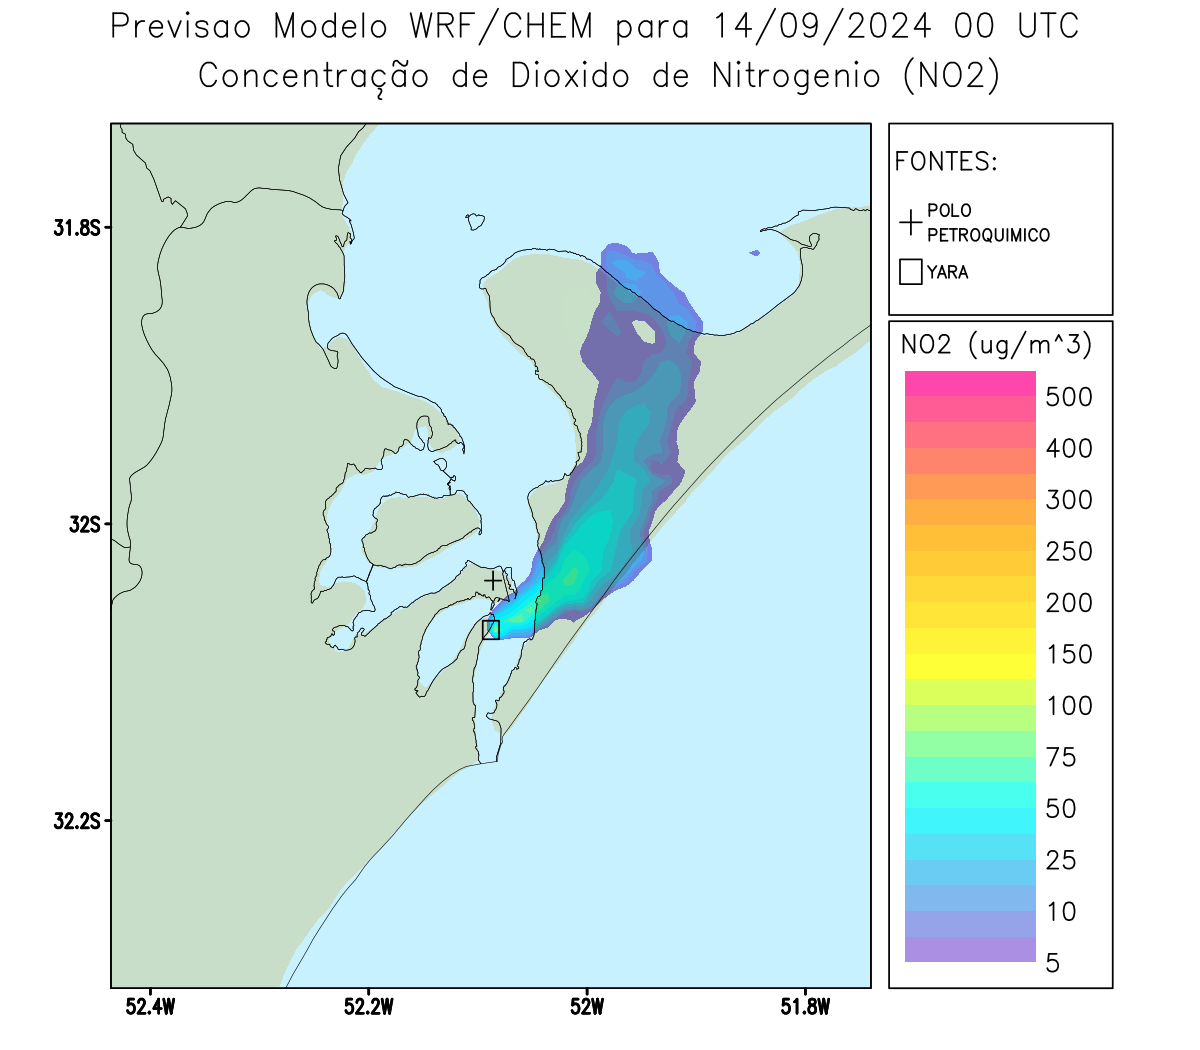 Previsao Modelo WRF/CHEM para 14/09/2024 00 UTC
Concentração de Dioxido de Nitrogenio (NO2)
FONTES:
POLO
PETROQUIMICO
YARA
NO2 (ug/m^3)
500
400
300
250
200
150
100
75
50
25
10
5
31.8S
32S
32.2S
52.4W
52.2W
52W
51.8W